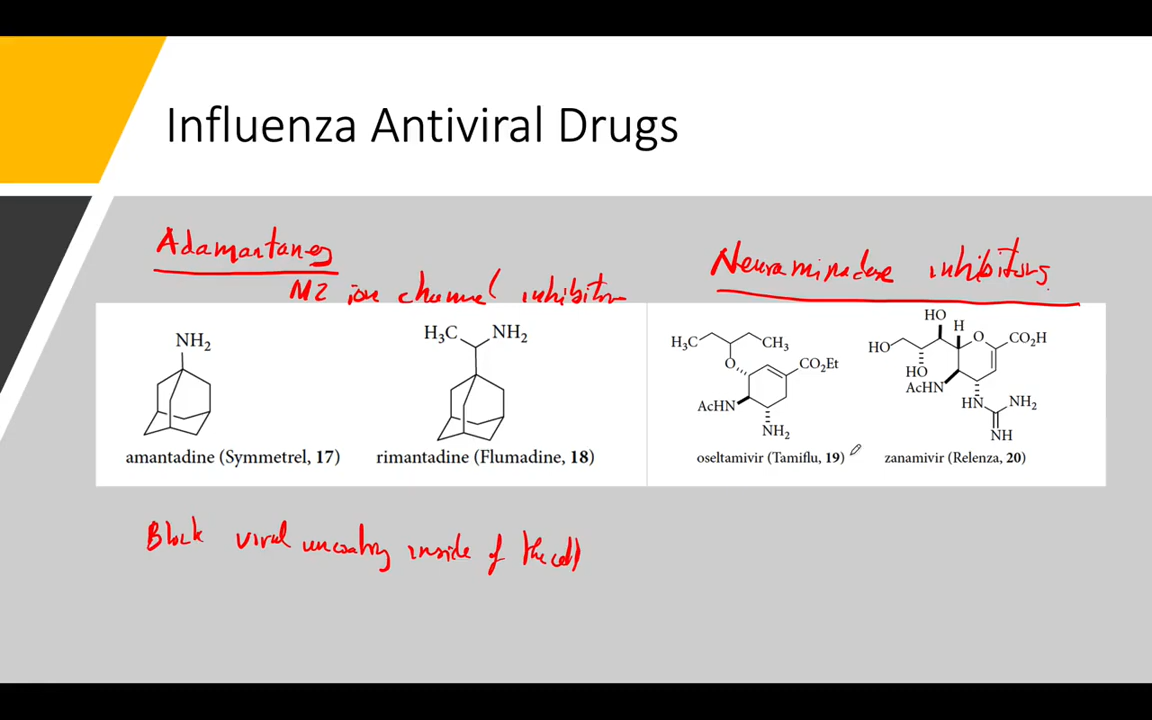 Influenza Antiviral Drugs
Adamantanes
M2 ion channel inhibitor
Neuraminadase inhibitors.
NH2
H3C NH2
H3C CH3
O
CO2Et
AcHN
NH2
HO
H
O
CO2H
HO
HO
AcHN
HN NH2
NH
amantadine (Symmetrel, 17)
rimantadine (Flumadine, 18)
oseltamivir (Tamiflu, 19)
zanamivir (Relenza, 20)
Block viral uncoating inside of the cell